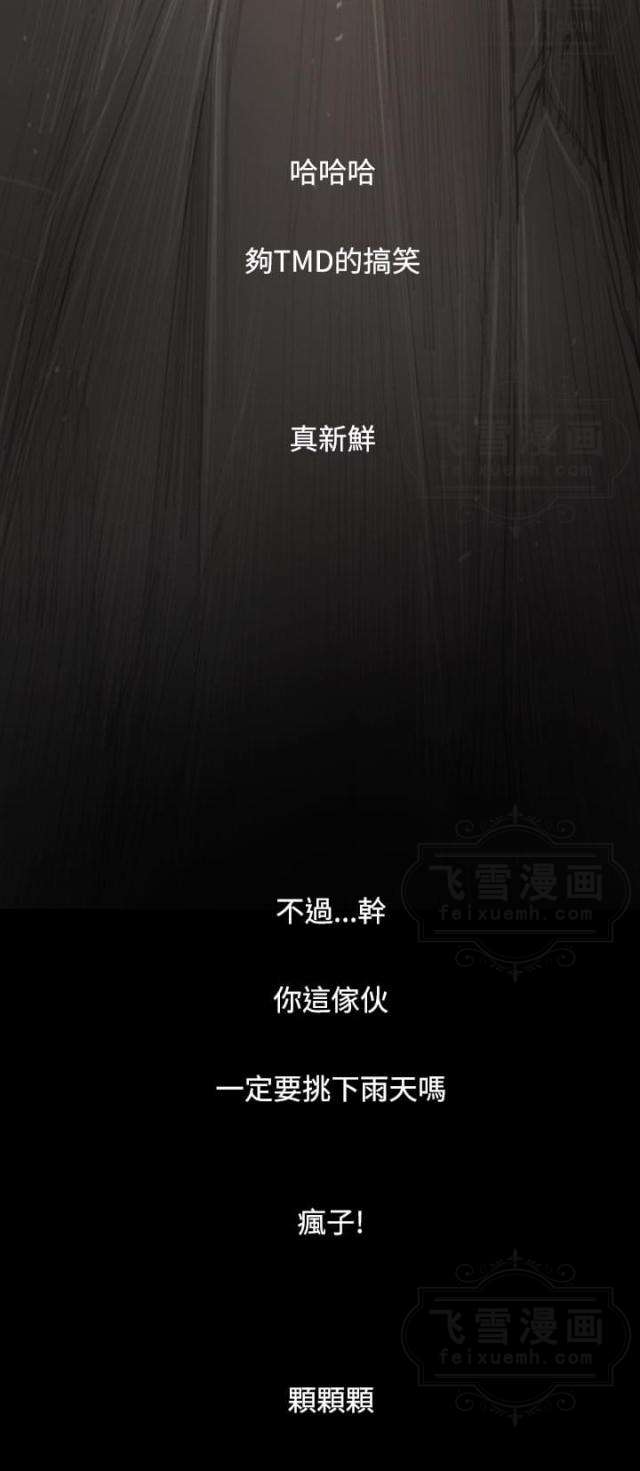 哈哈哈
夠TMD的搞笑
真新鮮
飞雪漫画
feixuemh.com
不過...幹
飞雪漫画
feixuemh.com
你這傢伙
一定要挑下雨天嗎
瘋子!
飞雪漫画
feixuemh.com
顆顆顆